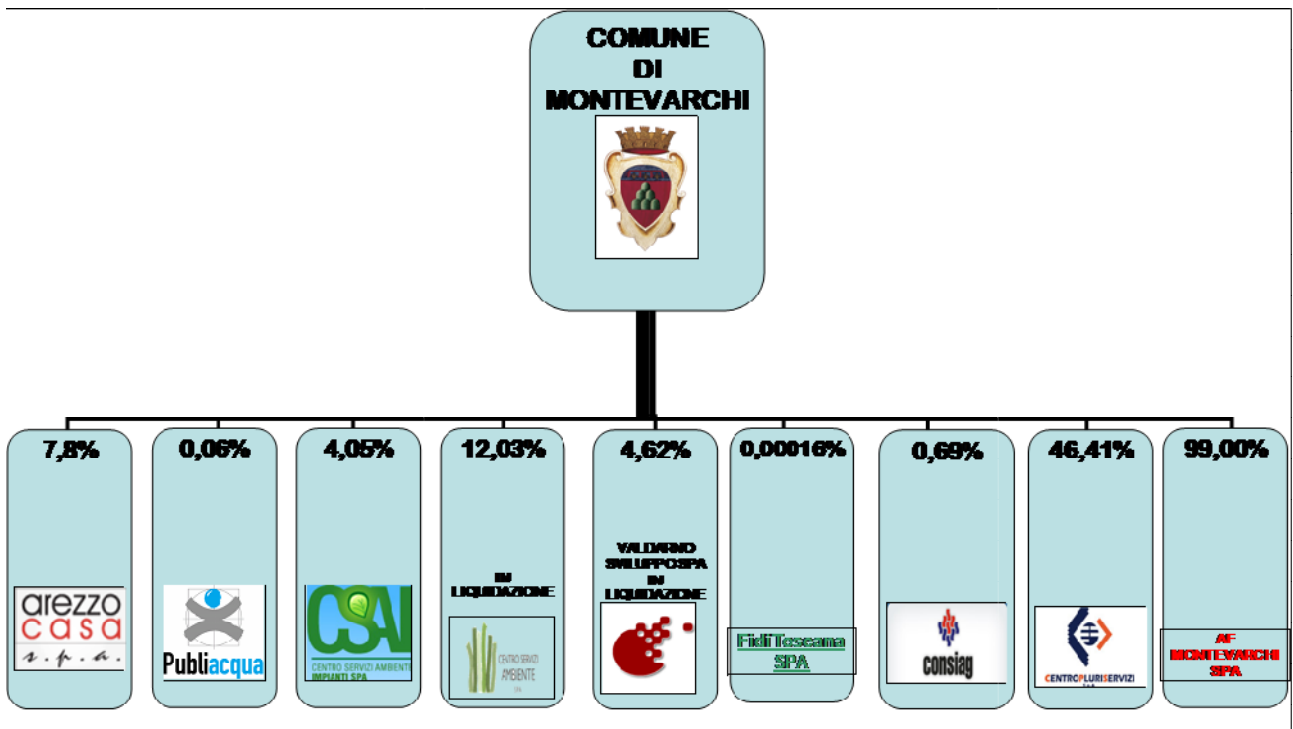 COMUNE
DI
MONTEVARCHI
7,8%
0,06%
4,05%
12,03%
4,62%
0,00016%
0,69%
46,41%
99,00%
arezzo
casa
s.p.a.
Publiacqua
CSAI
CENTRO SERVIZI AMBIENTE
IMPIANTI SPA
IN
LIQUIDAZIONE
CENTRO SERVIZI
AMBIENTE
VALDARNO
SVILUPPO SPA
IN
LIQUIDAZIONE
Fidi Toscana
SPA
consiag
CENTROPLURISERVIZI
AF
MONTEVARCHI
SPA